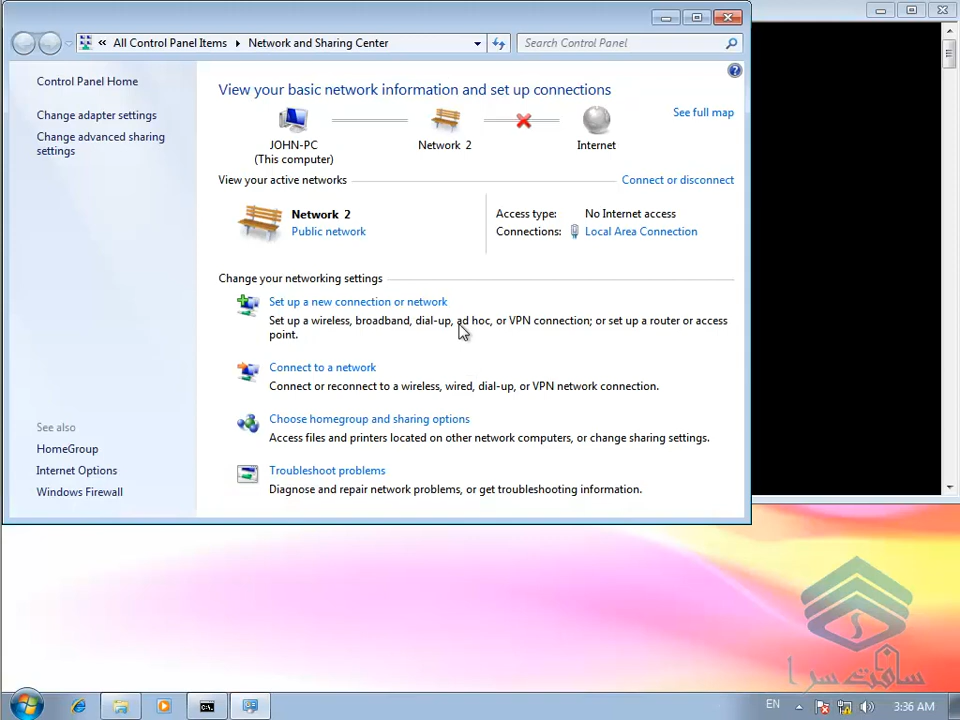 « All Control Panel Items Network and Sharing Center
Search Control Panel
Control Panel Home
Change adapter settings
Change advanced sharing
settings
View your basic network information and set up connections
See full map
JOHN-PC
(This computer)
Network 2
Internet
View your active networks
Connect or disconnect
Network 2
Public network
Access type: No Internet access
Connections: Local Area Connection
Change your networking settings
Set up a new connection or network
Set up a wireless, broadband, dial-up, ad hoc, or VPN connection; or set up a router or access
point.
Connect to a network
Connect or reconnect to a wireless, wired, dial-up, or VPN network connection.
Choose homegroup and sharing options
Access files and printers located on other network computers, or change sharing settings.
Troubleshoot problems
Diagnose and repair network problems, or get troubleshooting information.
See also
HomeGroup
Internet Options
Windows Firewall
سافت سرا
EN
3:36 AM